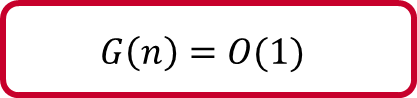 G(n) = O(1)